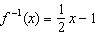 f⁻¹(x) = 1/2 x − 1